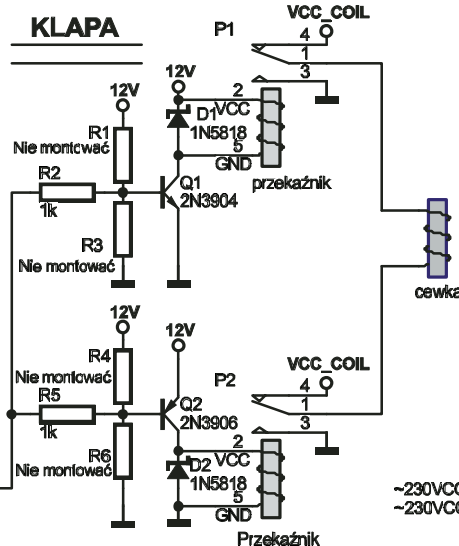 KLAPA
P1
VCC_COIL
4
1
3
12V
12V
2
VCC
D1
1N5818
5
GND
R1
Nie montować
R2
1k
Q1
2N3904
przekaźnik
R3
Nie montować
cewka
12V
12V
R4
Nie montować
P2
VCC_COIL
4
1
3
R5
1k
Q2
2N3906
2
VCC
R6
Nie montować
D2
1N5818
5
GND
Przekaźnik
~230VCC
~230VCC